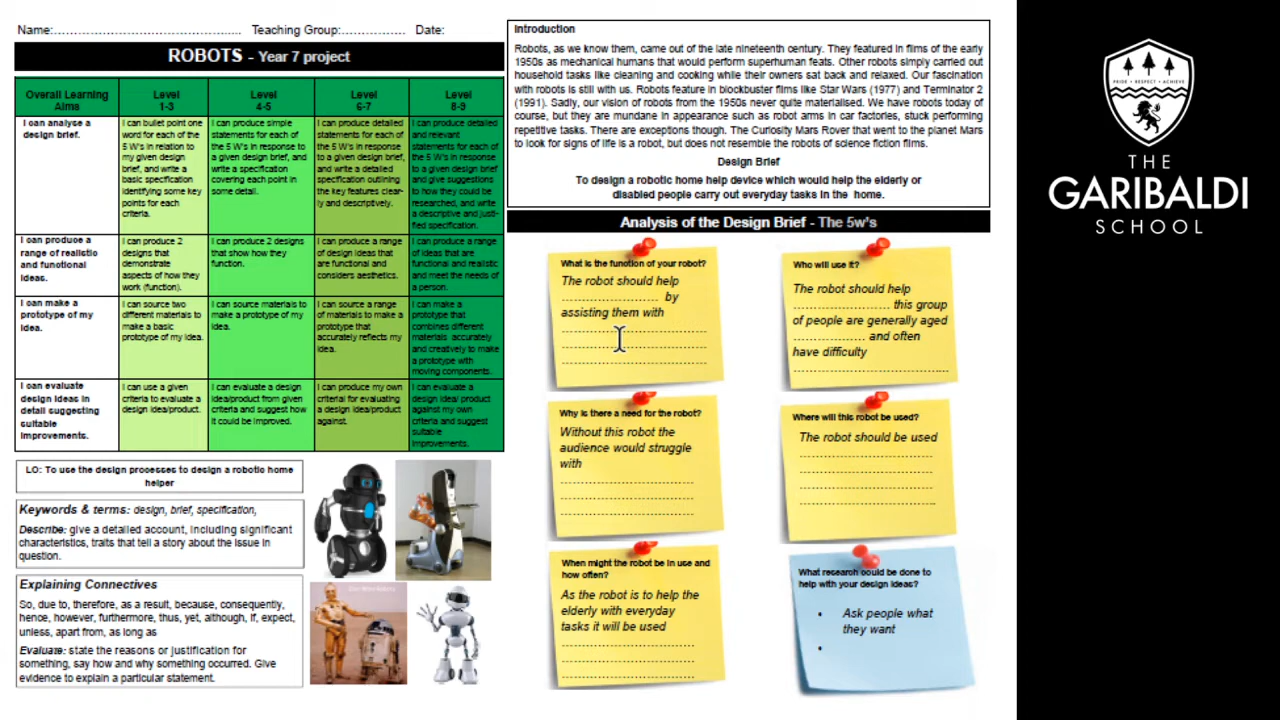 Name:…………………………………….... Teaching Group:……………. Date:
ROBOTS - Year 7 project
Overall Learning Aims
Level 1-3
Level 4-5
Level 6-7
Level 8-9
I can analyse a
design brief.
I can bullet point one
word for each of the
5 W's in relation to
my given design
brief, and write a
basic specification
identifying some key
points for each
criteria.
I can produce simple
statements for each of
the 5 W's in response to
a given design brief, and
write a specification
covering each point in
some detail.
I can produce detailed
statements for each of
the 5 W's in response
to a given design brief,
and write a detailed
specification outlining
the key features clear-
ly and descriptively.
I can produce detailed
and relevant
statements for each of
the 5 W's in response
to a given design brief
and give suggestions
to how they could be
researched, and write
a descriptive and justi-
fied specification.
I can produce a
range of realistic
and functional
ideas.
I can produce 2
designs that
demonstrate
aspects of how they
work (function).
I can produce 2 designs
that show how they
function.
I can produce a range
of design ideas that
are functional and
considers aesthetics.
I can produce a range
of ideas that are
functional and realistic
and meet the needs of
a person.
I can make a
prototype of my
idea.
I can source two
different materials to
make a basic
prototype of my idea.
I can source materials to
make a prototype of my
idea.
I can source a range
of materials to make a
prototype that
accurately reflects my
idea.
I can make a
prototype that
combines different
materials accurately
and creatively to make
a prototype with
moving components.
I can evaluate
design ideas in
detail suggesting
suitable
improvements.
I can use a given
criteria to evaluate a
design idea/product.
I can evaluate a design
idea/product from given
criteria and suggest how
it could be improved.
I can produce my own
criterial for evaluating
a design idea/product
against.
I can evaluate a
design idea/ product
against my own
criteria and suggest
suitable
improvements.
LO: To use the design processes to design a robotic home
helper
Keywords & terms: design, brief, specification,
Describe: give a detailed account, including significant
characteristics, traits that tell a story about the issue in
question.
Explaining Connectives
So, due to, therefore, as a result, because, consequently,
hence, however, furthermore, thus, yet, although, if, expect,
unless, apart from, as long as
Evaluate: state the reasons or justification for
something, say how and why something occurred. Give
evidence to explain a particular statement.
Introduction
Robots, as we know them, came out of the late nineteenth century. They featured in films of the early
1950s as mechanical humans that would perform superhuman feats. Other robots simply carried out
household tasks like cleaning and cooking while their owners sat back and relaxed. Our fascination
with robots is still with us. Robots feature in blockbuster films like Star Wars (1977) and Terminator 2
(1991). Sadly, our vision of robots from the 1950s never quite materialised. We have robots today of
course, but they are mundane in appearance such as robot arms in car factories, stuck performing
repetitive tasks. There are exceptions though. The Curiosity Mars Rover that went to the planet Mars
to look for signs of life is a robot, but does not resemble the robots of science fiction films.
Design Brief
To design a robotic home help device which would help the elderly or
disabled people carry out everyday tasks in the home.
Analysis of the Design Brief - The 5w's
What is the function of your robot?
The robot should help
........................... by
assisting them with
Who will use it?
The robot should help
........................... this group
of people are generally aged
.................... and often
have difficulty
Why is there a need for the robot?
Without this robot the
audience would struggle
with
Where will this robot be used?
The robot should be used
When might the robot be in use and
how often?
As the robot is to help the
elderly with everyday
tasks it will be used
What research could be done to
help with your design ideas?
• Ask people what
they want
•
PRIDE • RESPECT • ACHIEVE
THE
GARIBALDI
SCHOOL